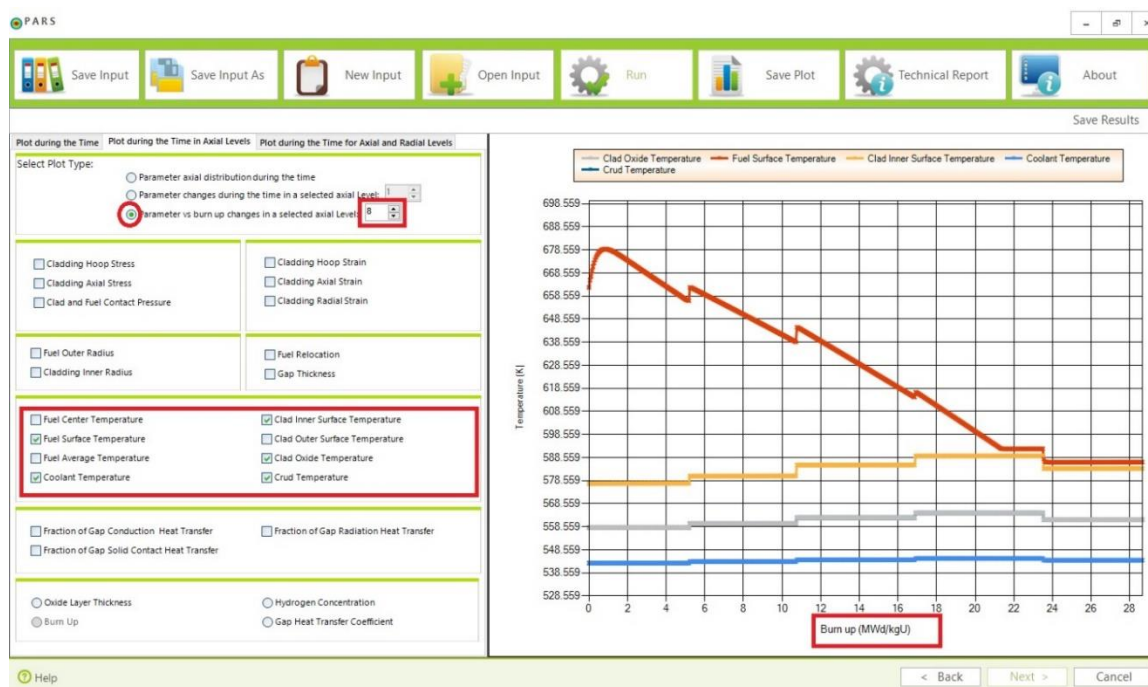 PARS
Save Input
Save Input As
New Input
Open Input
Run
Save Plot
Technical Report
About
Save Results
Plot during the Time
Plot during the Time in Axial Levels
Plot during the Time for Axial and Radial Levels
Select Plot Type:
Parameter axial distribution during the time
Parameter changes during the time in a selected axial Level: 1
Parameter vs burn up changes in a selected axial Level: 8
Cladding Hoop Stress
Cladding Axial Stress
Clad and Fuel Contact Pressure
Cladding Hoop Strain
Cladding Axial Strain
Cladding Radial Strain
Fuel Outer Radius
Cladding Inner Radius
Fuel Relocation
Gap Thickness
Fuel Center Temperature
Fuel Surface Temperature
Fuel Average Temperature
Coolant Temperature
Clad Inner Surface Temperature
Clad Outer Surface Temperature
Clad Oxide Temperature
Crud Temperature
Fraction of Gap Conduction Heat Transfer
Fraction of Gap Solid Contact Heat Transfer
Fraction of Gap Radiation Heat Transfer
Oxide Layer Thickness
Burn Up
Hydrogen Concentration
Gap Heat Transfer Coefficient
Clad Oxide Temperature Fuel Surface Temperature Clad Inner Surface Temperature Coolant Temperature
Crud Temperature
698.559
688.559
678.559
668.559
658.559
648.559
638.559
628.559
618.559
608.559
598.559
588.559
578.559
568.559
558.559
548.559
538.559
528.559
Temperature [K]
0 2 4 6 8 10 12 14 16 18 20 22 24 26 28
Burn up (MWd/kgU)
Help
< Back
Next >
Cancel